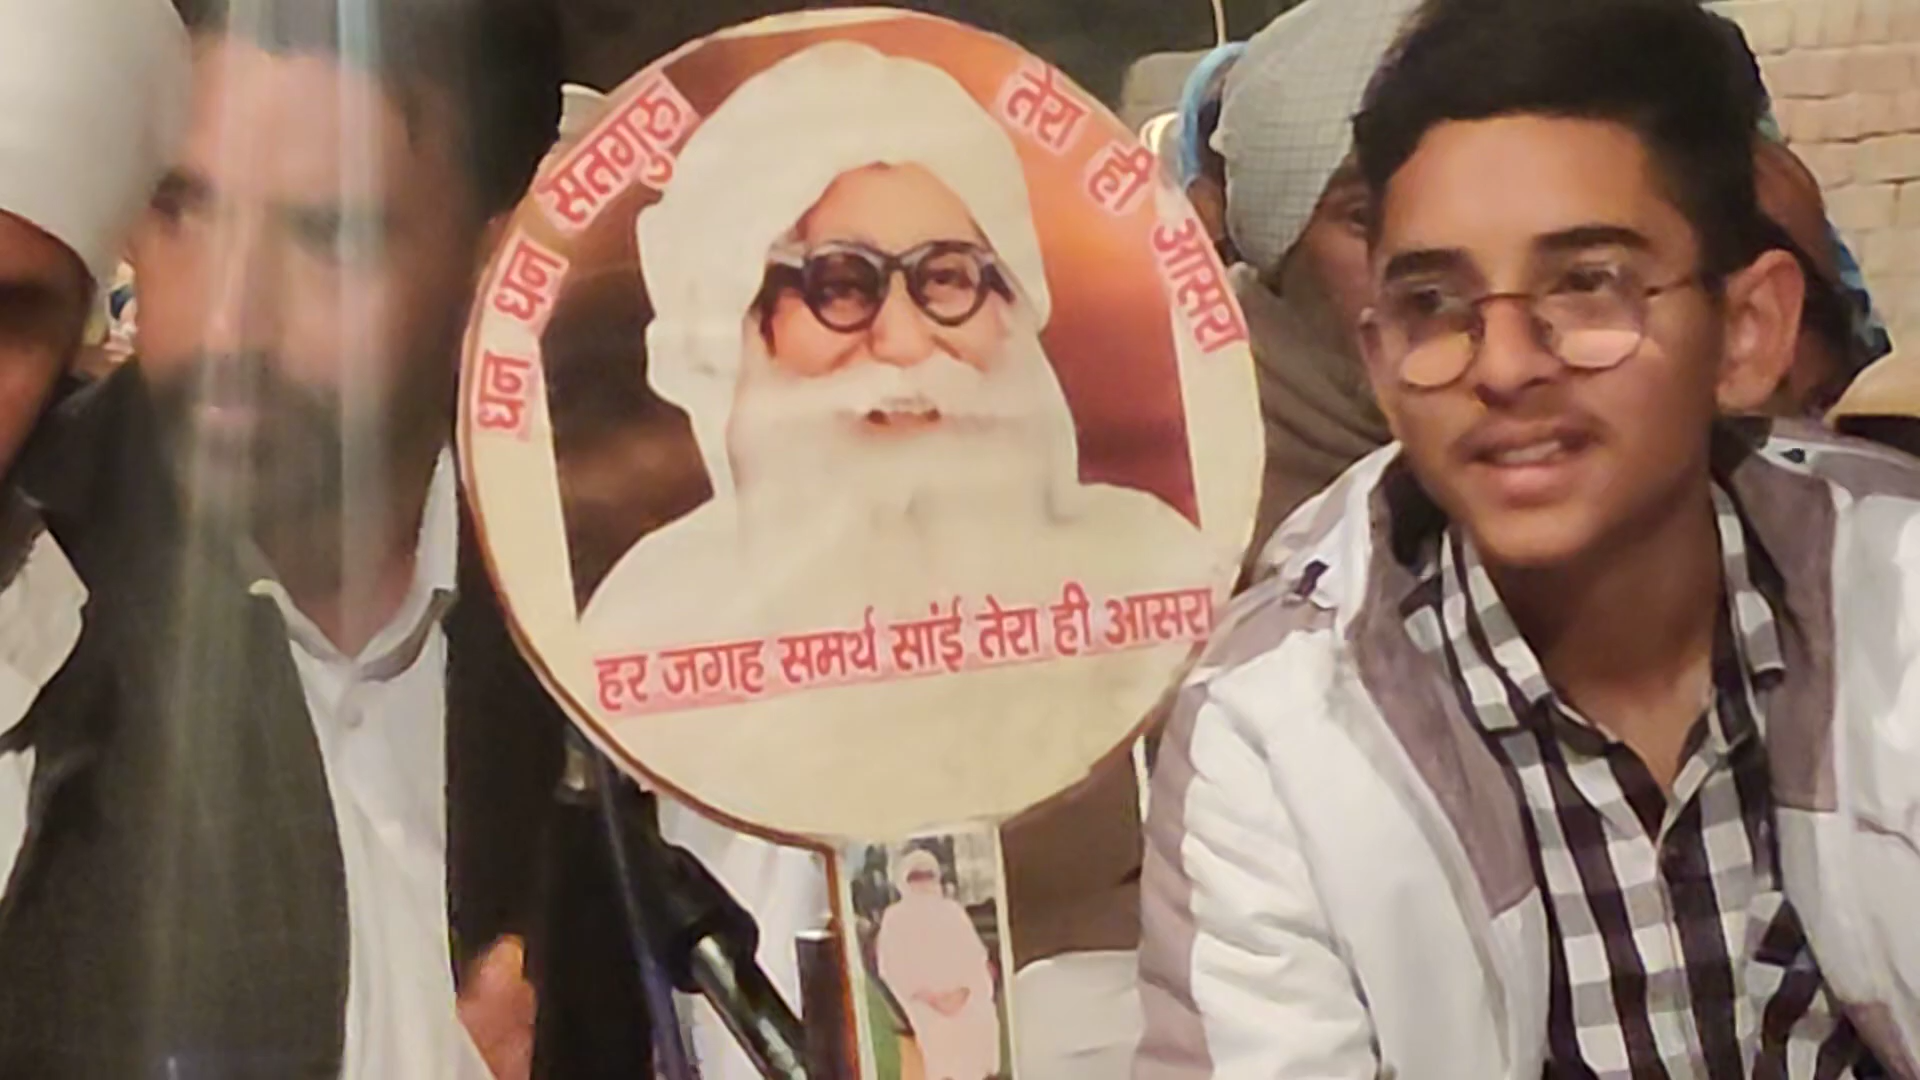 धन धन सतगुरु तेरा ही आसरा
हर जगह समर्थ सांई तेरा ही आसरा